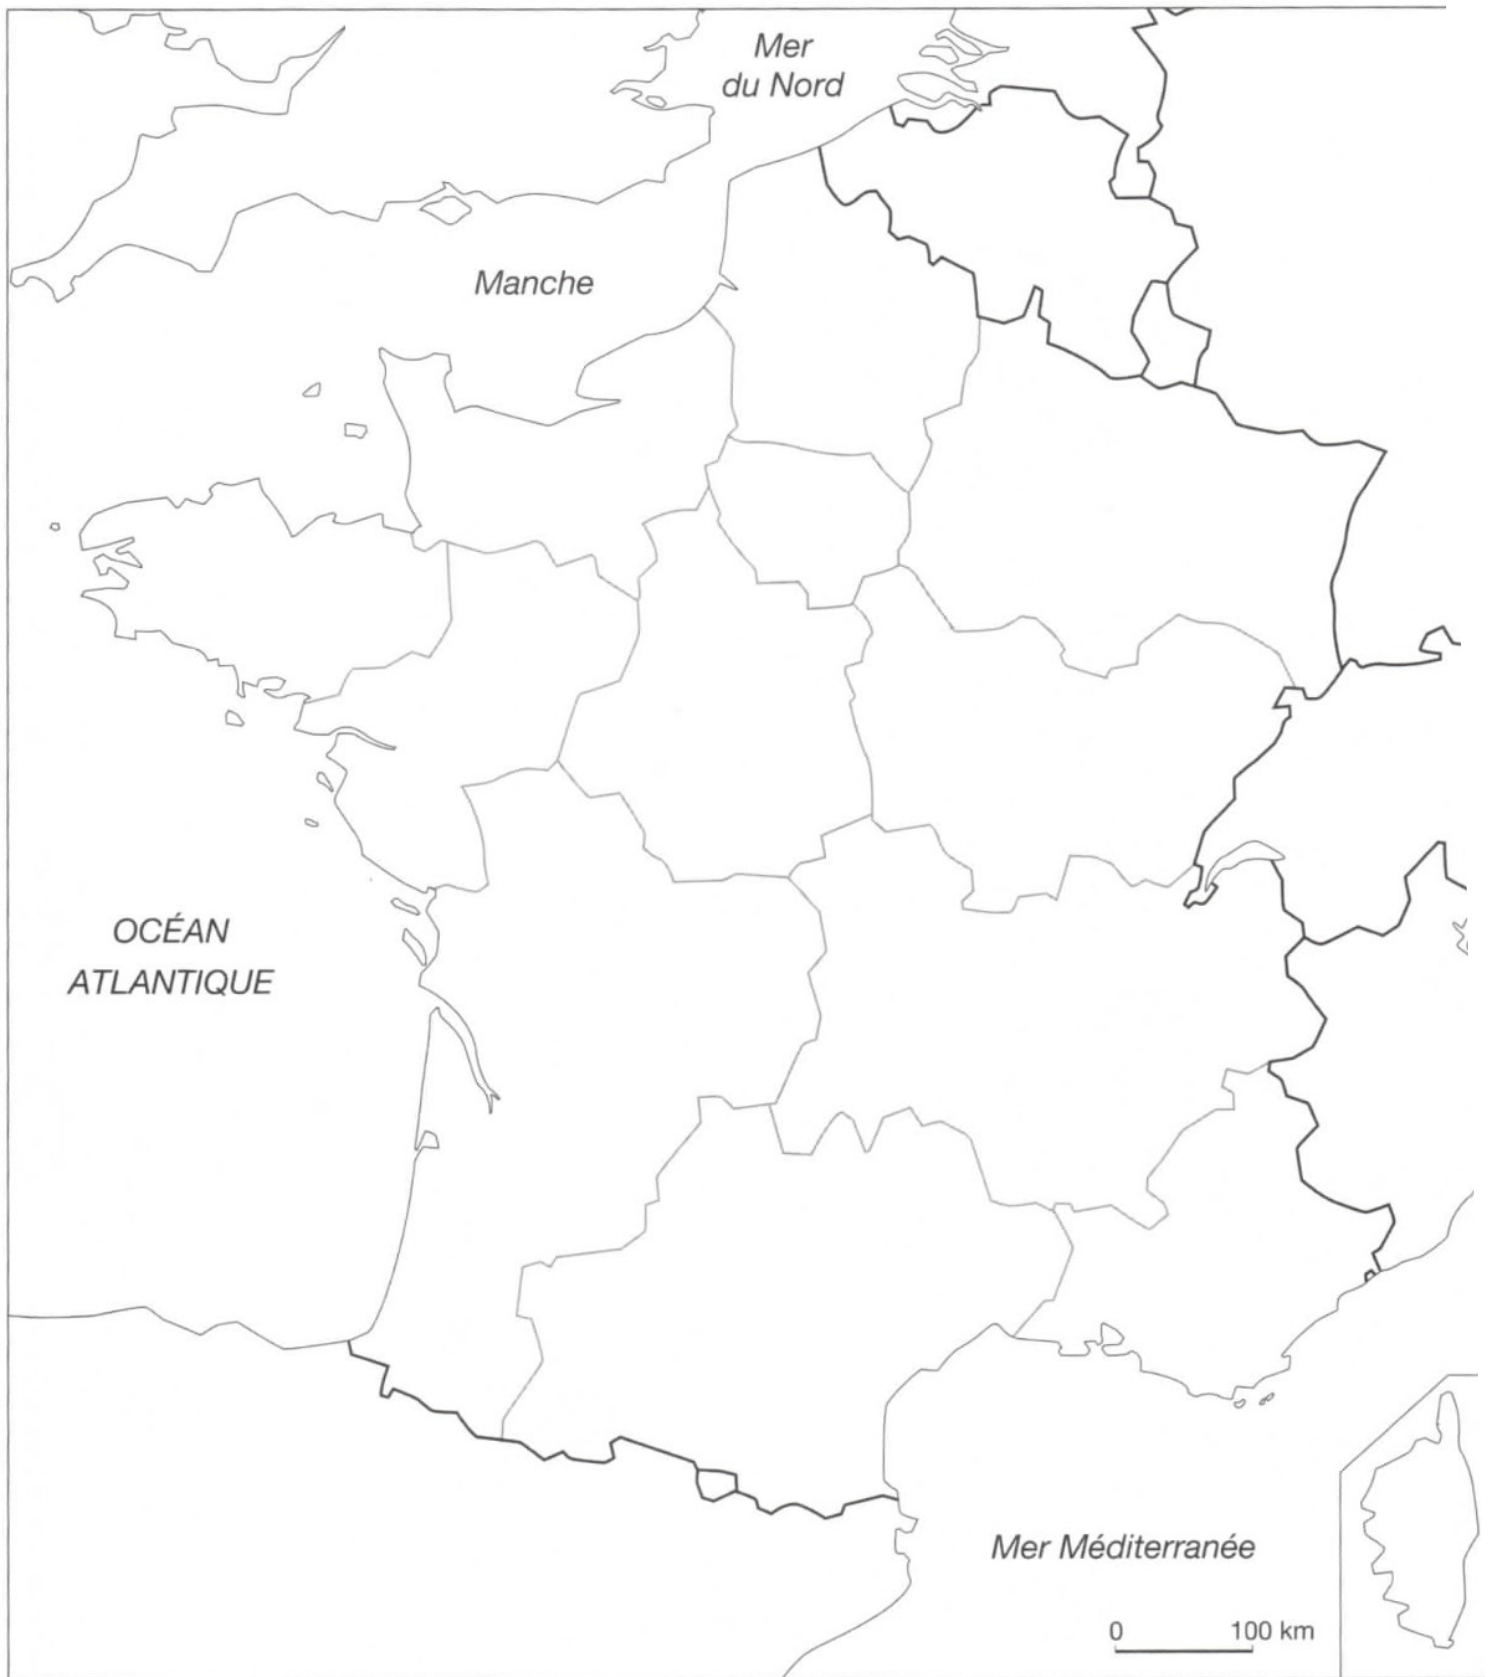 Mer
du Nord
Manche
OCÉAN
ATLANTIQUE
Mer Méditerranée
0 100 km